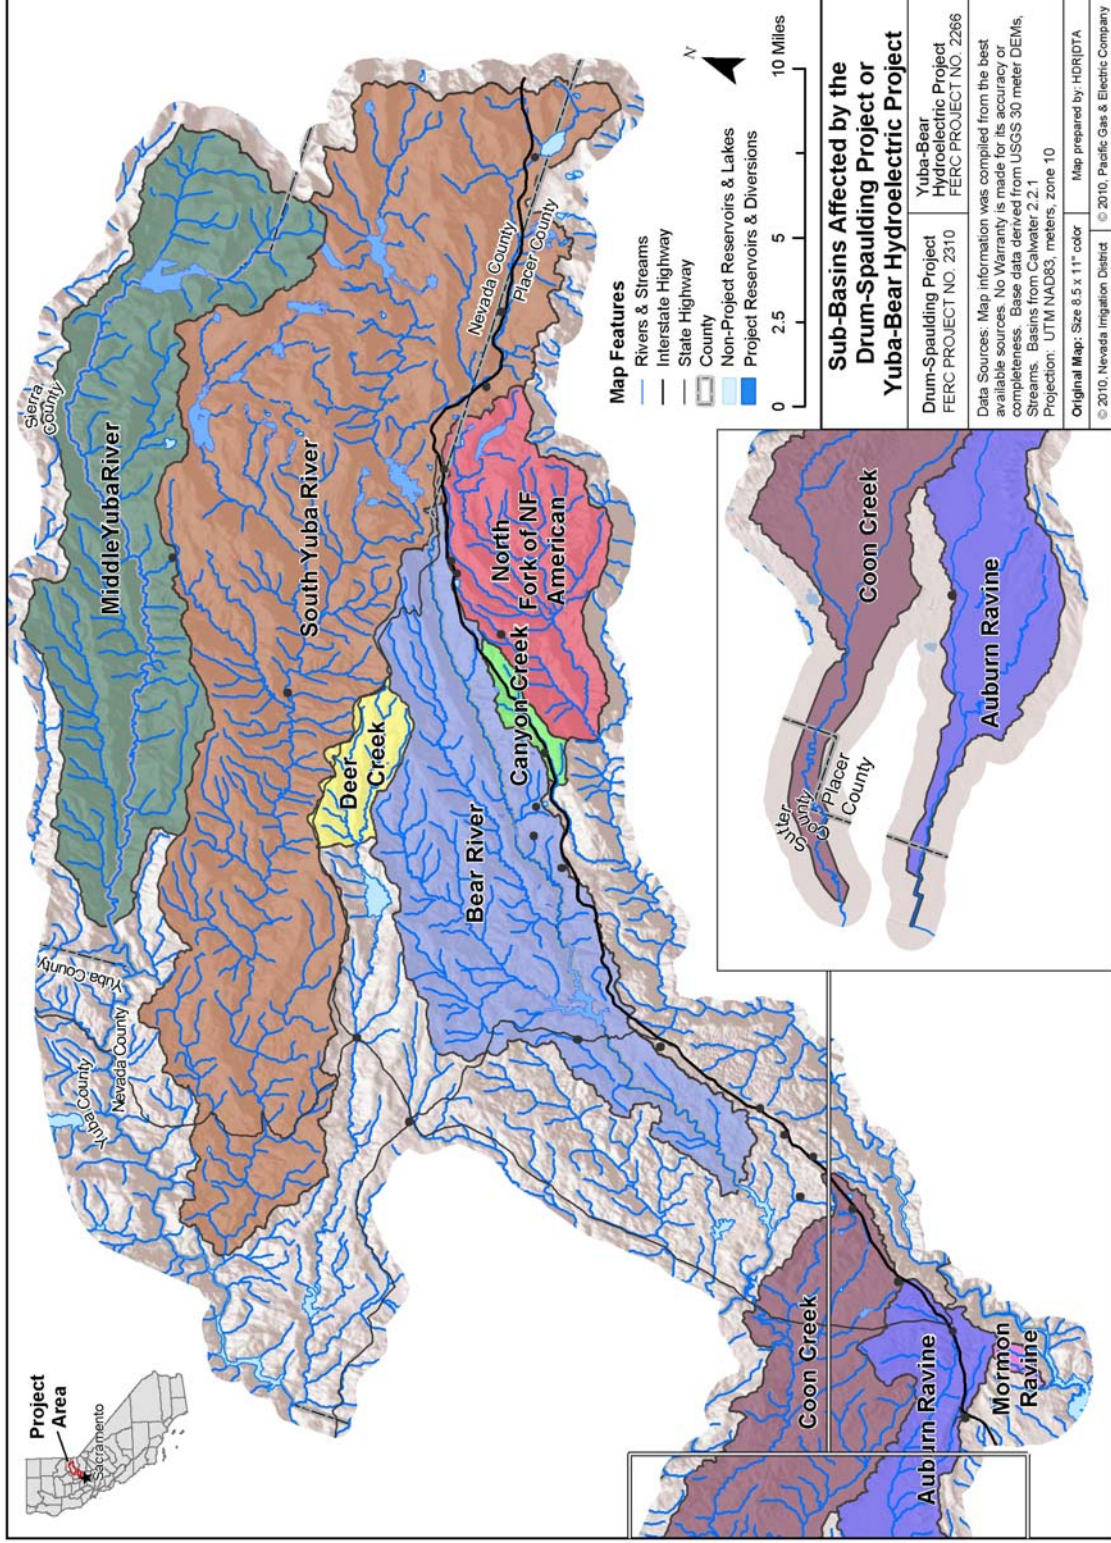 Project
Area
Sacramento
Sierra
County
Middle Yuba River
Yuba County
Yuba County
Nevada County
South Yuba River
Deer
Creek
Bear River
Canyon Creek
North
Fork of NF
American
Nevada County
Placer County
Coon Creek
Auburn Ravine
Mormon
Ravine
N
Map Features
Rivers & Streams
Interstate Highway
State Highway
County
Non-Project Reservoirs & Lakes
Project Reservoirs & Diversions
0 2.5 5 10 Miles
Coon Creek
Auburn Ravine
Sutter
County
Placer
County
Sub-Basins Affected by the
Drum-Spaulding Project or
Yuba-Bear Hydroelectric Project
Drum-Spaulding Project
FERC PROJECT NO. 2310
Yuba-Bear
Hydroelectric Project
FERC PROJECT NO. 2266
Data Sources: Map information was compiled from the best
available sources. No Warranty is made for its accuracy or
completeness. Base data derived from USGS 30 meter DEMs,
Streams. Basins from Calwater 2.2.1
Projection: UTM NAD83, meters, zone 10
Original Map: Size 8.5 x 11" color
Map prepared by: HDR|DTA
© 2010, Nevada Irrigation District
© 2010, Pacific Gas & Electric Company